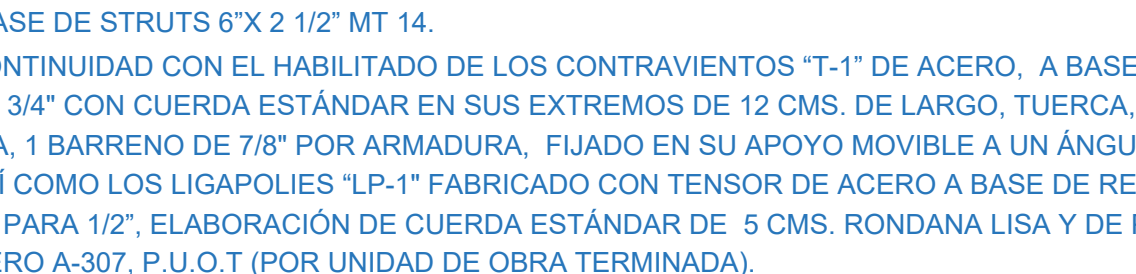 ASE DE STRUTS 6”X 2 1/2” MT 14.
ONTINUIDAD CON EL HABILITADO DE LOS CONTRAVIENTOS “T-1” DE ACERO, A BASE
3/4" CON CUERDA ESTÁNDAR EN SUS EXTREMOS DE 12 CMS. DE LARGO, TUERCA,
A, 1 BARRENO DE 7/8" POR ARMADURA, FIJADO EN SU APOYO MOVIBLE A UN ÁNGU
Í COMO LOS LIGAPOLIES “LP-1" FABRICADO CON TENSOR DE ACERO A BASE DE RE
PARA 1/2”, ELABORACIÓN DE CUERDA ESTÁNDAR DE 5 CMS. RONDANA LISA Y DE
ERO A-307, P.U.O.T (POR UNIDAD DE OBRA TERMINADA).